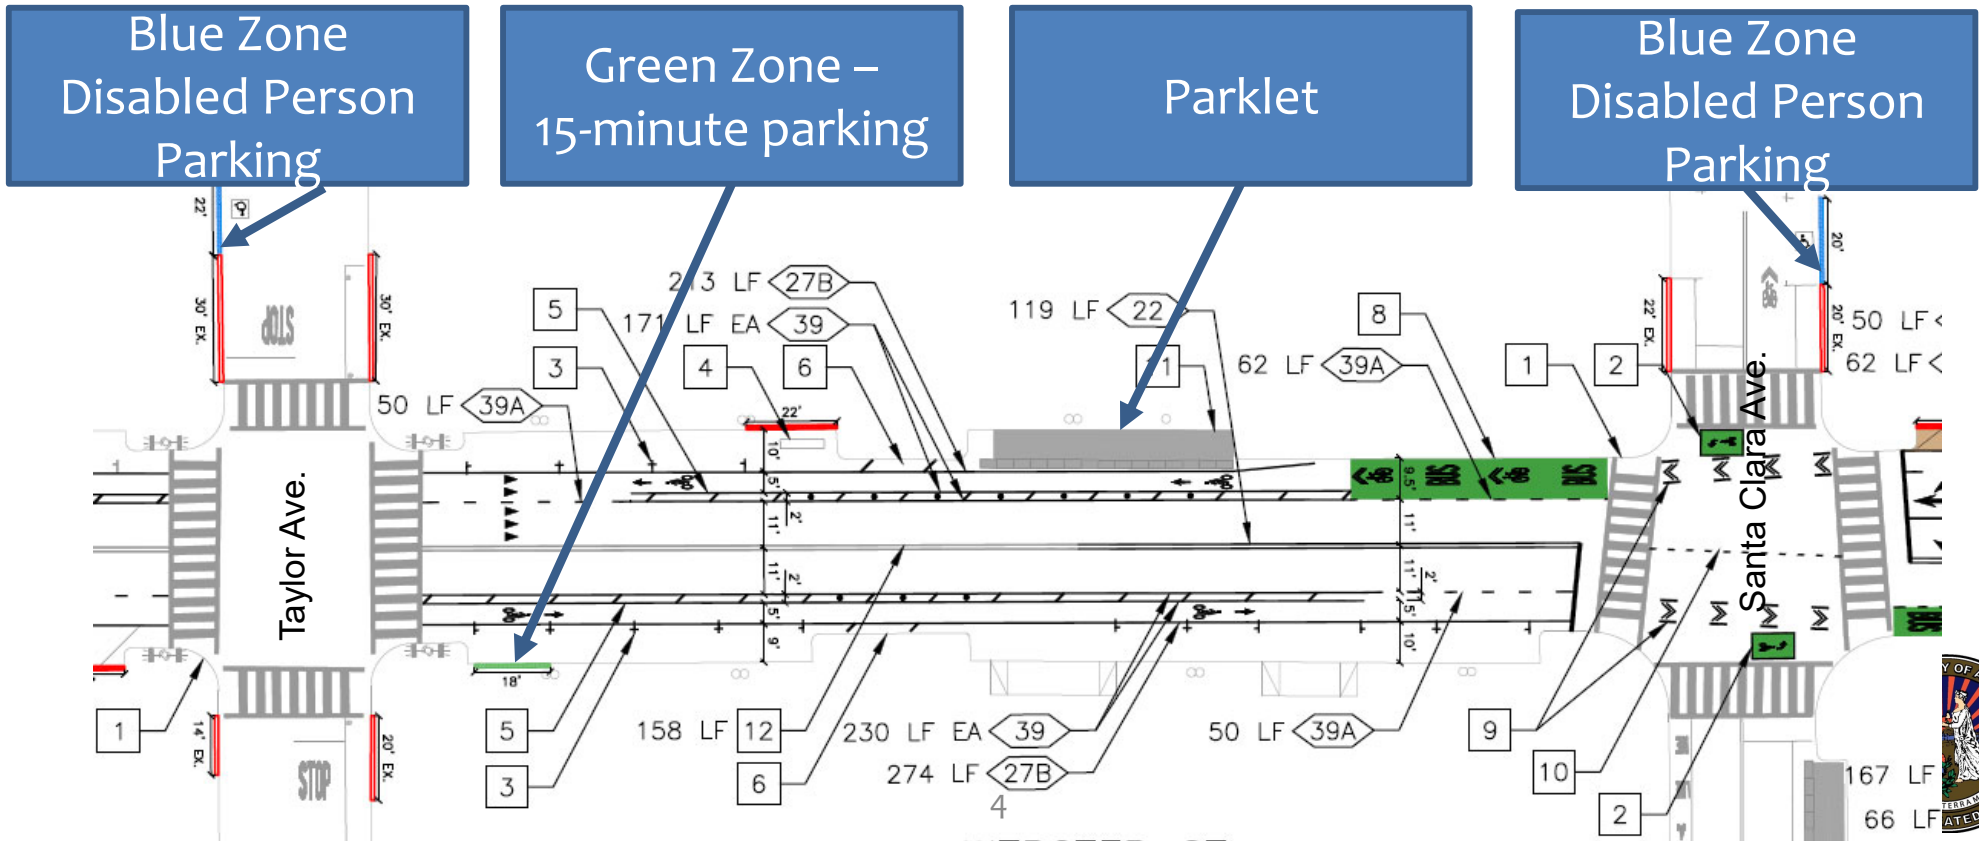 Blue Zone
Disabled Person
Parking
Green Zone –
15-minute parking
Parklet
Blue Zone
Disabled Person
Parking
22'
20'
30' EX.
STOP
30' EX.
5
213 LF 27B
171 LF EA 39
119 LF 22
8
22' EX.
20' EX.
50 LF
3
4
6
11
62 LF 39A
1
2
62 LF
50 LF 39A
22'
10'
5'
2'
11'
11'
2'
5'
9'
9.5'
11'
11'
2'
5'
10'
BUS
BUS
Taylor Ave.
Santa Clara Ave.
BUS
18'
1
14' EX.
STOP
20' EX.
5
158 LF 12
230 LF EA 39
50 LF 39A
9
3
6
274 LF 27B
10
167 LF
4
2
66 LF